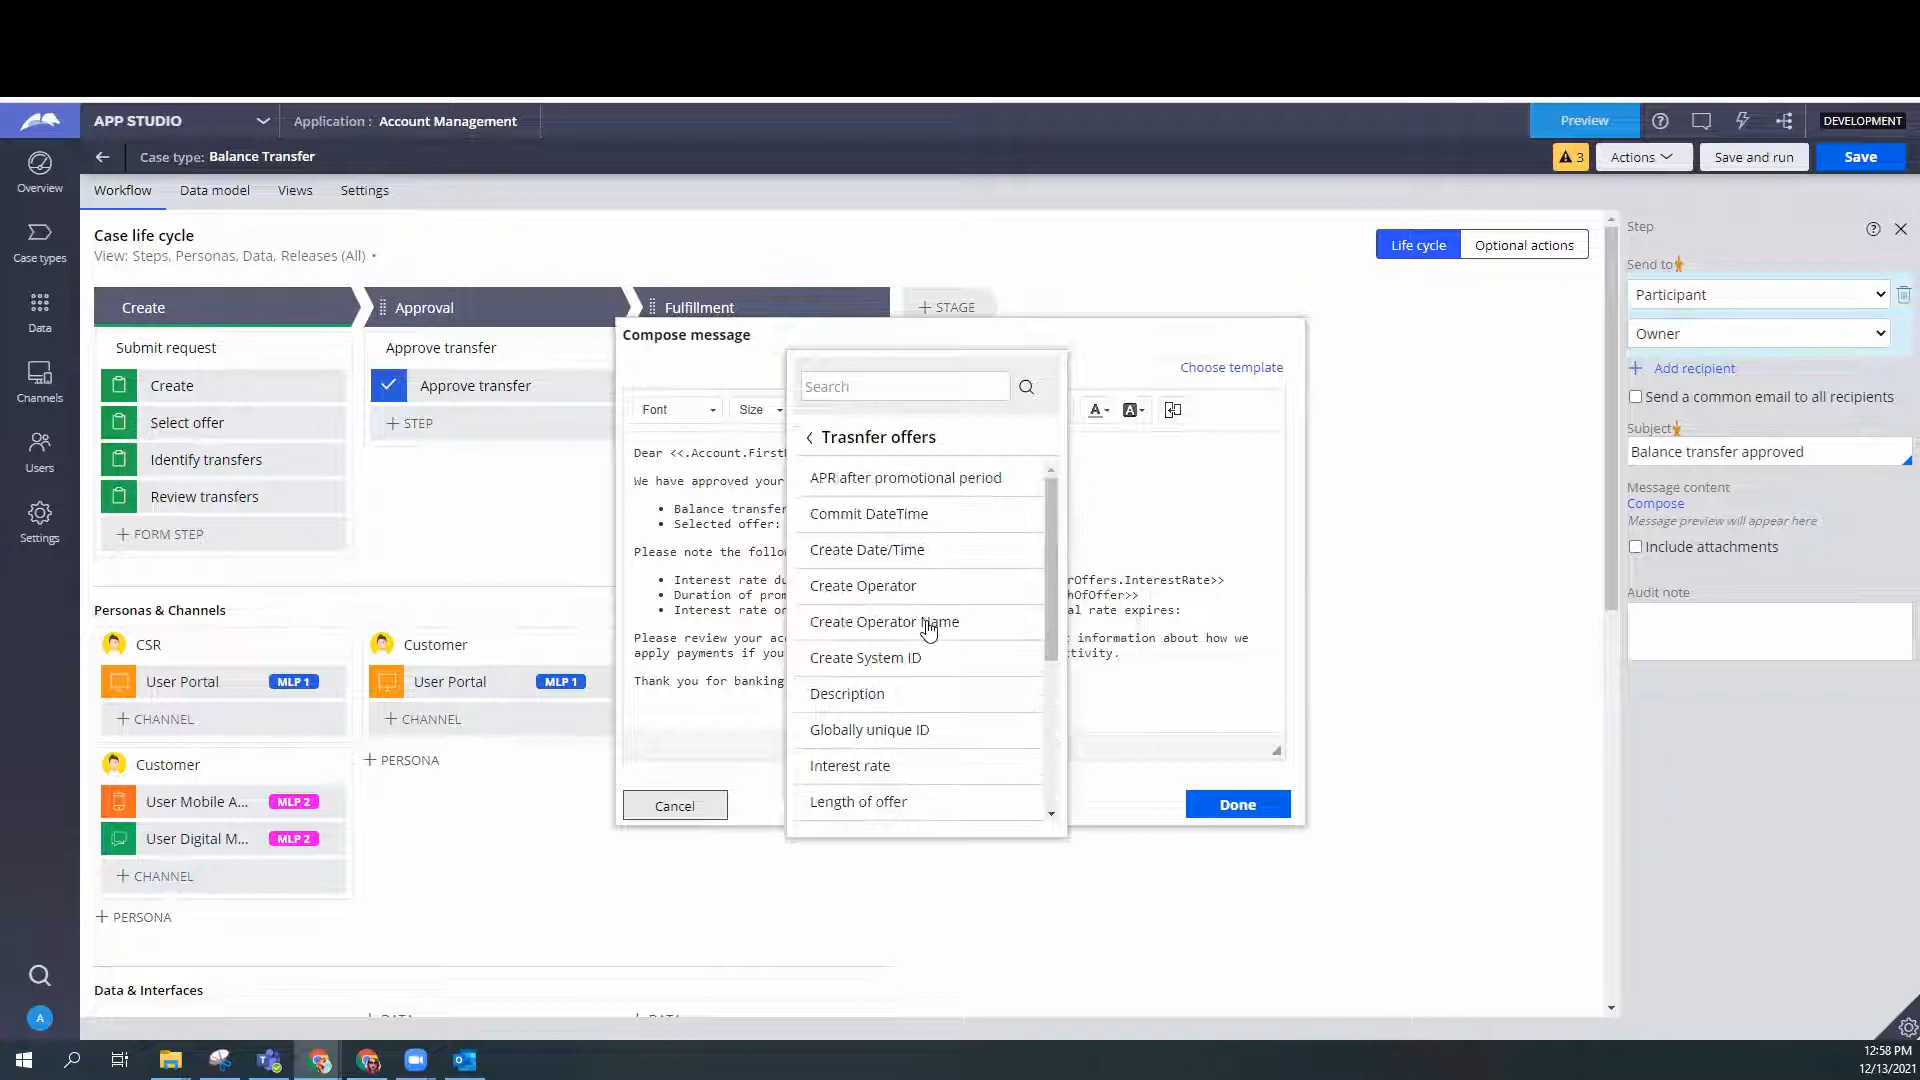 APP STUDIO
Application : Account Management
Preview
DEVELOPMENT
Case type: Balance Transfer
3
Actions
Save and run
Save
Overview
Case types
Data
Channels
Users
Settings
A
Workflow
Data model
Views
Settings
Case life cycle
View: Steps, Personas, Data, Releases (All)
Life cycle
Optional actions
Create
Approval
Fulfillment
+ STAGE
Submit request
Create
Select offer
Identify transfers
Review transfers
+ FORM STEP
Approve transfer
Approve transfer
+ STEP
Personas & Channels
CSR
User Portal MLP 1
+ CHANNEL
Customer
User Mobile A... MLP 2
User Digital M... MLP 2
+ CHANNEL
+ PERSONA
Customer
User Portal MLP 1
+ CHANNEL
+ PERSONA
Data & Interfaces
Compose message
Choose template
Font
Size
Dear <<.Account.First
We have approved your
Balance transfer
Selected offer:
Please note the follo
Interest rate du rOffers.InterestRate>>
Duration of prom hOfOffer>>
Interest rate on al rate expires:
Please review your acc information about how we
apply payments if you ctivity.
Thank you for banking
Cancel
Done
Search
Trasnfer offers
APR after promotional period
Commit DateTime
Create Date/Time
Create Operator
Create Operator Name
Create System ID
Description
Globally unique ID
Interest rate
Length of offer
Step
Send to
Participant
Owner
+ Add recipient
Send a common email to all recipients
Subject
Balance transfer approved
Message content
Compose
Message preview will appear here
Include attachments
Audit note
12:58 PM
12/13/2021